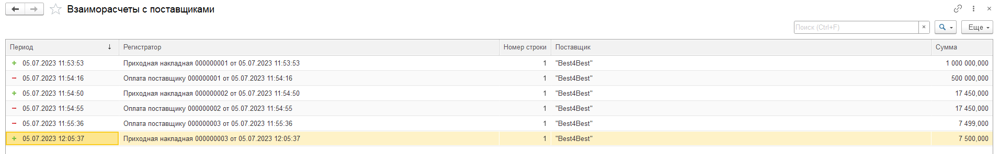 Взаиморасчеты с поставщиками
Поиск (Ctrl+F) × Еще
Период ↓ Регистратор Номер строки Поставщик Сумма
+ 05.07.2023 11:53:53 Приходная накладная 000000001 от 05.07.2023 11:53:53 1 "Best4Best" 1 000 000,000
− 05.07.2023 11:54:16 Оплата поставщику 000000001 от 05.07.2023 11:54:16 1 "Best4Best" 500 000,000
+ 05.07.2023 11:54:50 Приходная накладная 000000002 от 05.07.2023 11:54:50 1 "Best4Best" 17 450,000
− 05.07.2023 11:54:55 Оплата поставщику 000000002 от 05.07.2023 11:54:55 1 "Best4Best" 17 450,000
− 05.07.2023 11:55:36 Оплата поставщику 000000003 от 05.07.2023 11:55:36 1 "Best4Best" 7 499,000
+ 05.07.2023 12:05:37 Приходная накладная 000000003 от 05.07.2023 12:05:37 1 "Best4Best" 7 500,000